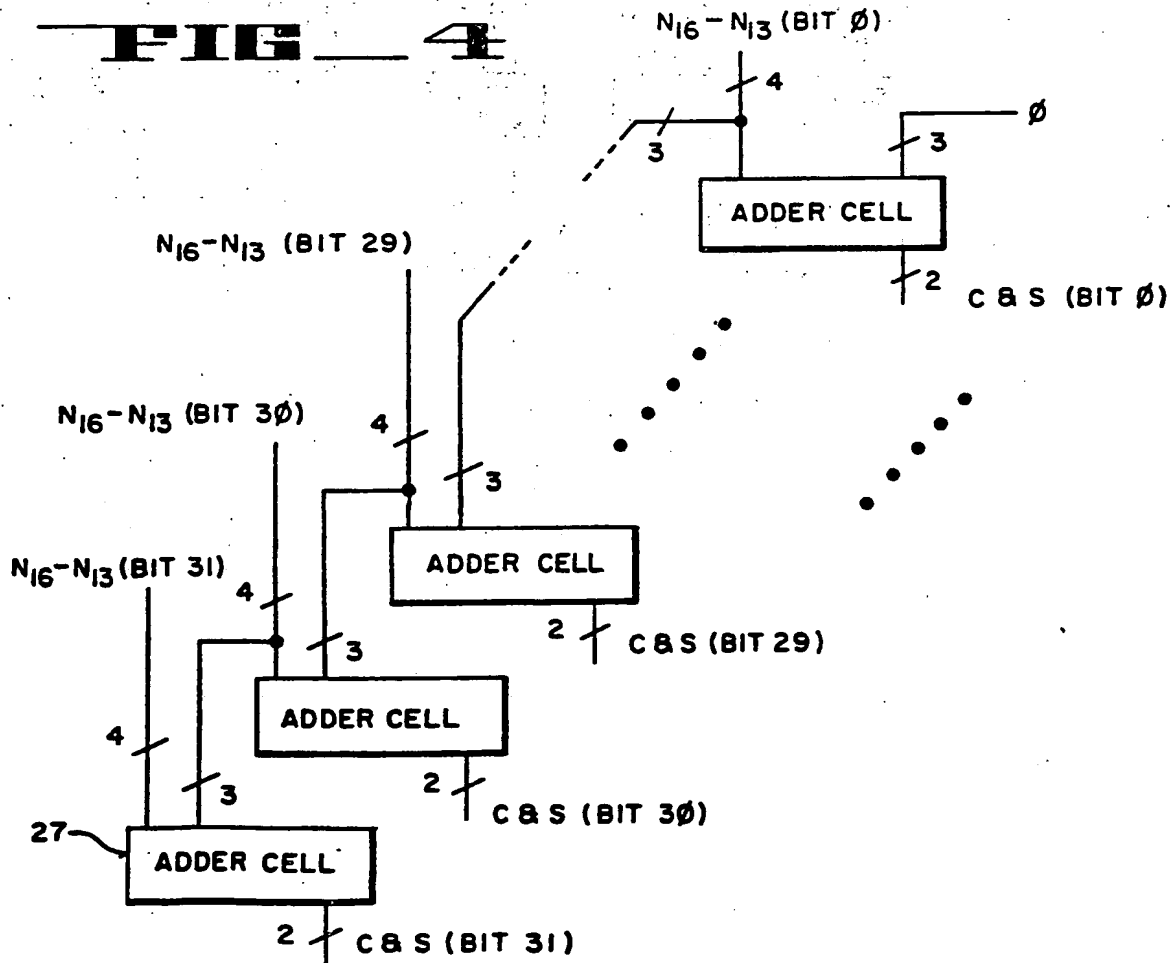 FIG_4
N16-N13 (BIT Ø)
4
3
3
Ø
ADDER CELL
2
C & S (BIT Ø)
N16-N13 (BIT 29)
4
3
ADDER CELL
2
C & S (BIT 29)
N16-N13 (BIT 3Ø)
4
3
ADDER CELL
2
C & S (BIT 3Ø)
N16-N13 (BIT 31)
4
3
27
ADDER CELL
2
C & S (BIT 31)